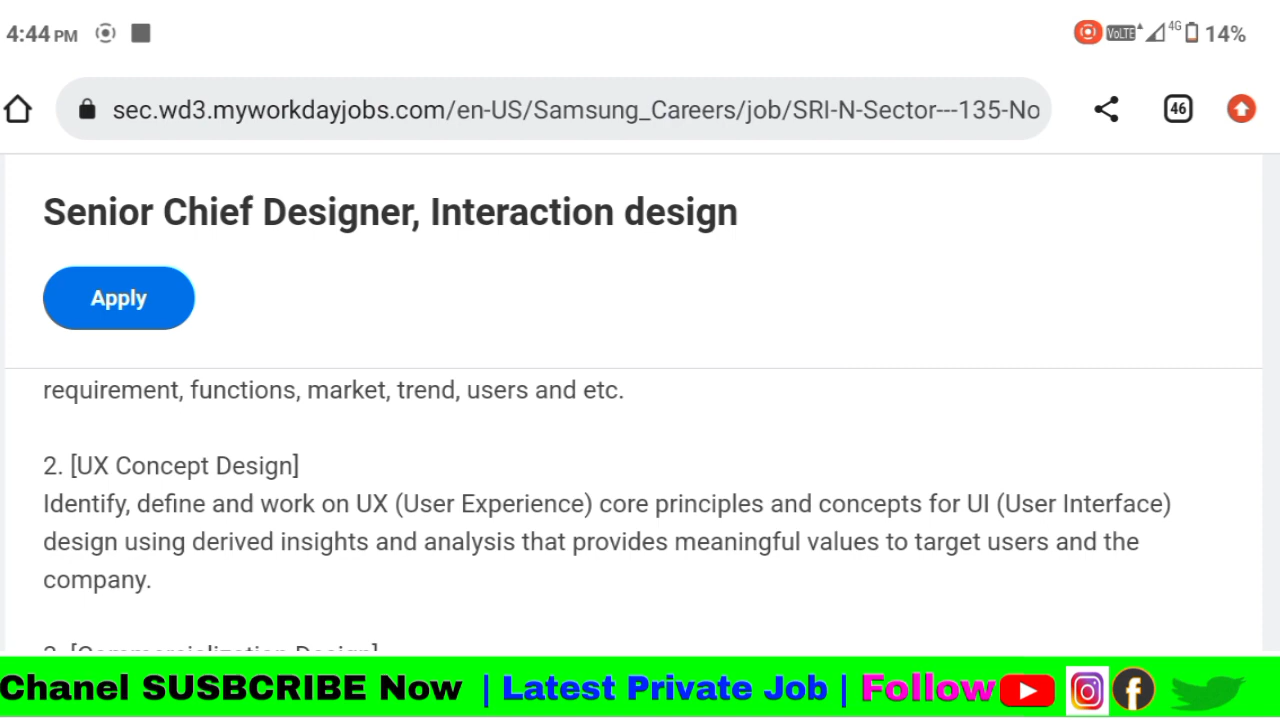 4:44 PM
VoLTE 4G 14%
sec.wd3.myworkdayjobs.com/en-US/Samsung_Careers/job/SRI-N-Sector---135-No
46
Senior Chief Designer, Interaction design
Apply
requirement, functions, market, trend, users and etc.
2. [UX Concept Design]
Identify, define and work on UX (User Experience) core principles and concepts for UI (User Interface)
design using derived insights and analysis that provides meaningful values to target users and the
company.
3. [Commercialization Design]
Chanel SUSBCRIBE Now | Latest Private Job | Follow